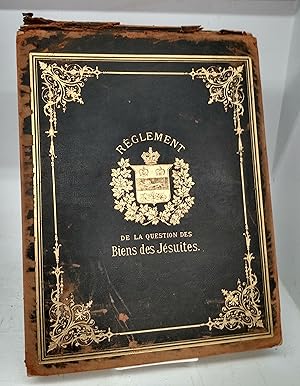 RÈGLEMENT
DE LA QUESTION DES
Biens des Jésuites.